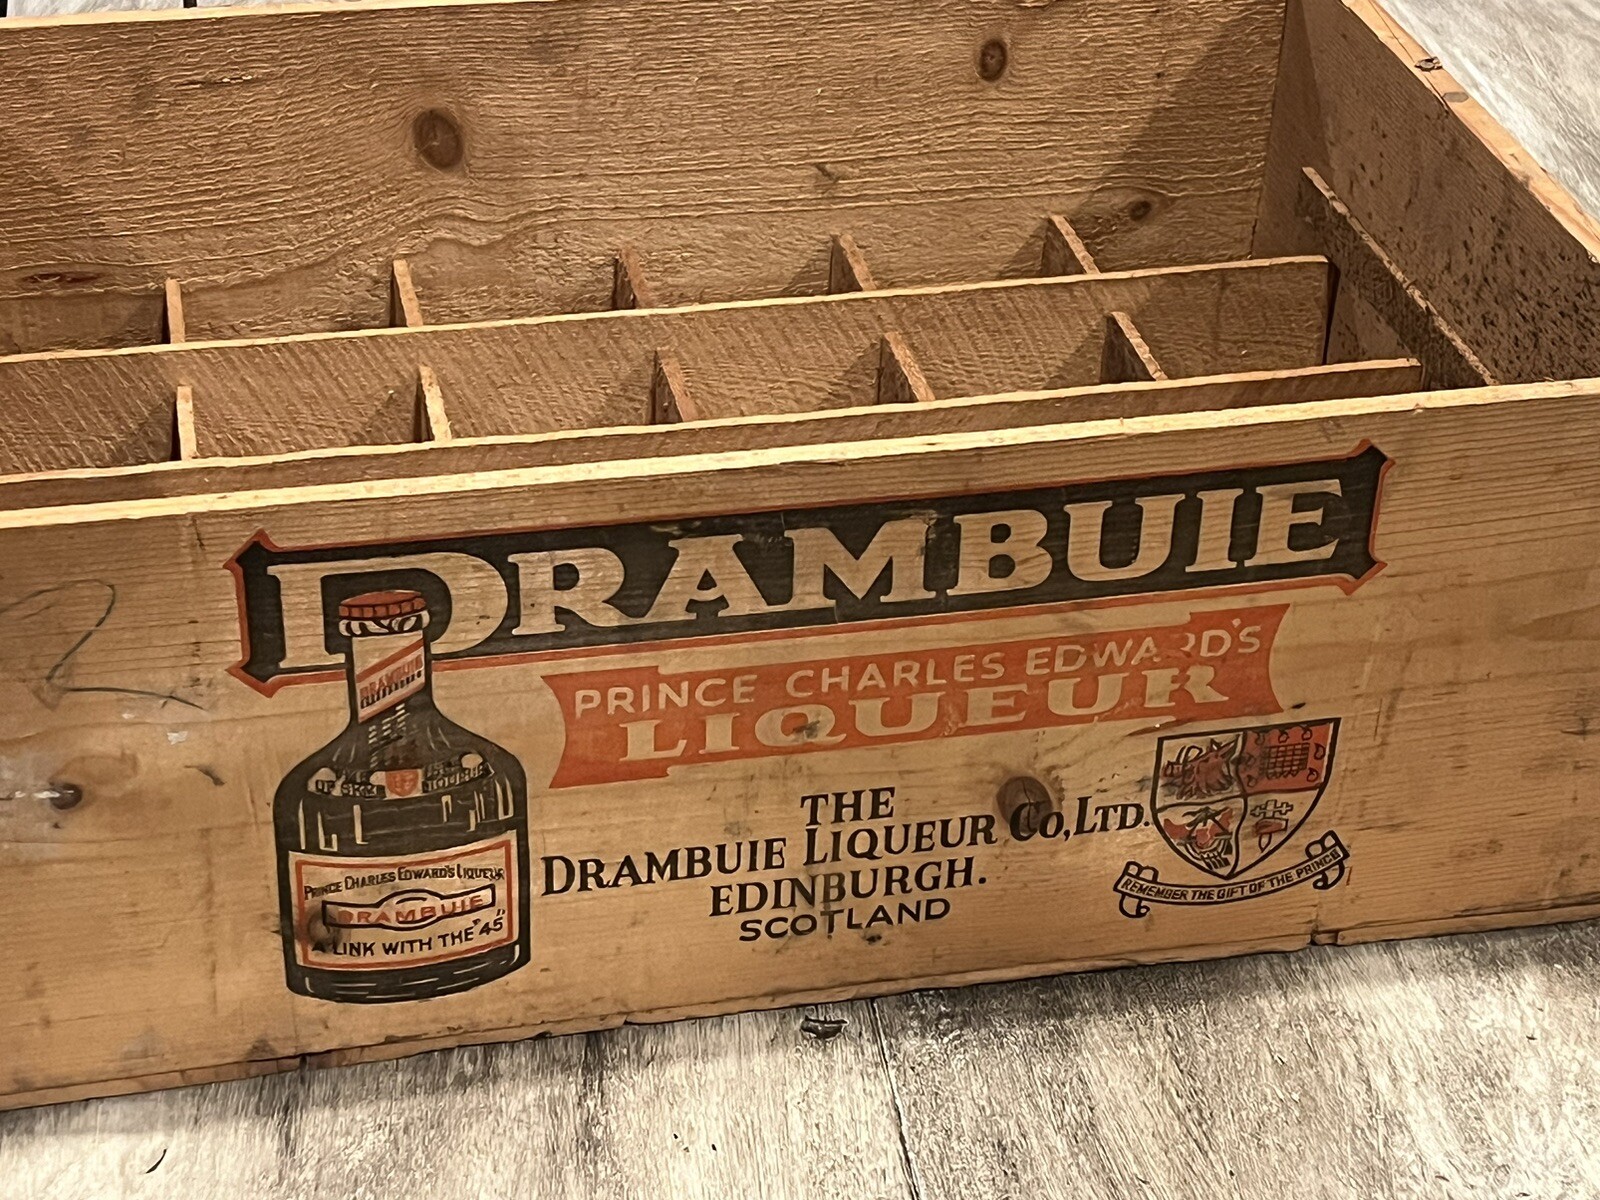 DRAMBUIE
PRINCE CHARLES EDWARD'S
LIQUEUR
THE
DRAMBUIE LIQUEUR Co, LTD.
EDINBURGH.
SCOTLAND
REMEMBER THE GIFT OF THE PRINCE
DRAMBUIE
PRINCE CHARLES EDWARD'S LIQUEUR
DRAMBUIE
A LINK WITH THE "45"
2